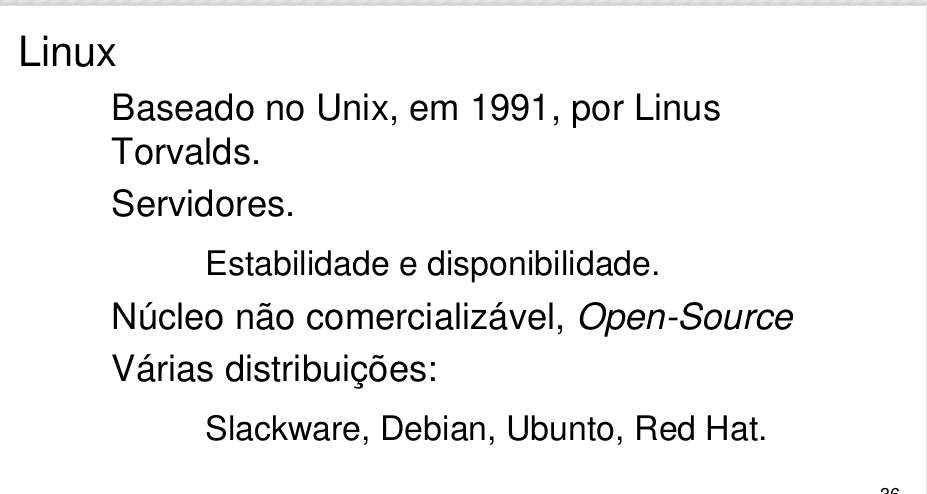 Linux
Baseado no Unix, em 1991, por Linus
Torvalds.
Servidores.
Estabilidade e disponibilidade.
Núcleo não comercializável, Open-Source
Várias distribuições:
Slackware, Debian, Ubunto, Red Hat.
36